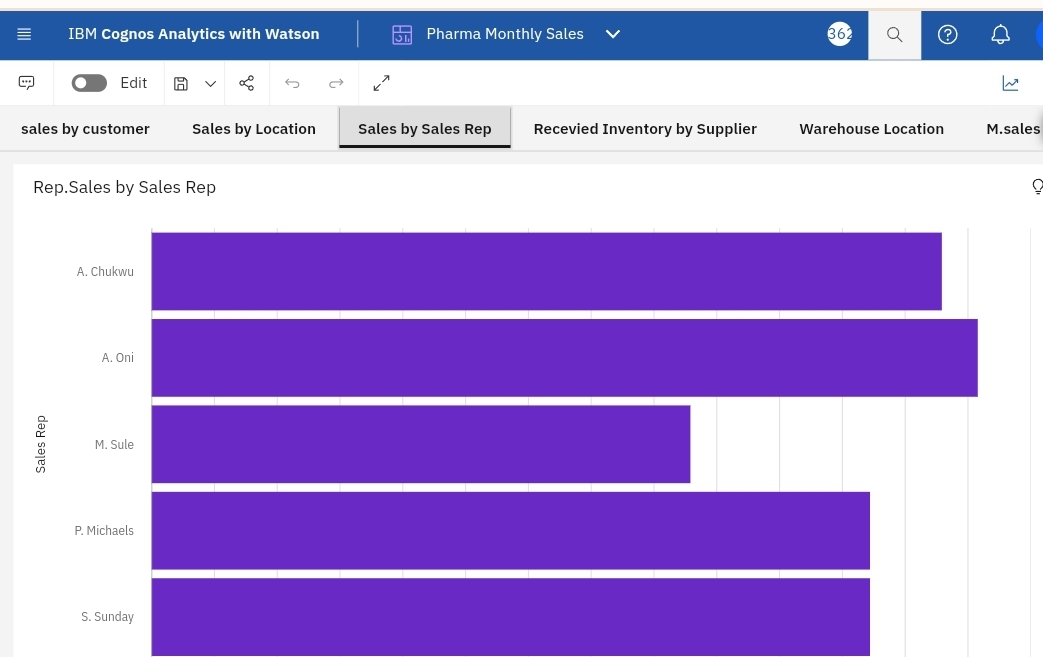 IBM Cognos Analytics with Watson
Pharma Monthly Sales
362
Edit
sales by customer
Sales by Location
Sales by Sales Rep
Recevied Inventory by Supplier
Warehouse Location
M.sales
Rep.Sales by Sales Rep
Sales Rep
A. Chukwu
A. Oni
M. Sule
P. Michaels
S. Sunday